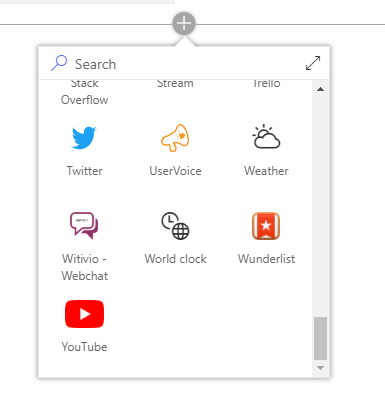 Search
Stack Stream Trello
Overflow
Twitter UserVoice Weather
Witivio - World clock Wunderlist
Webchat
YouTube